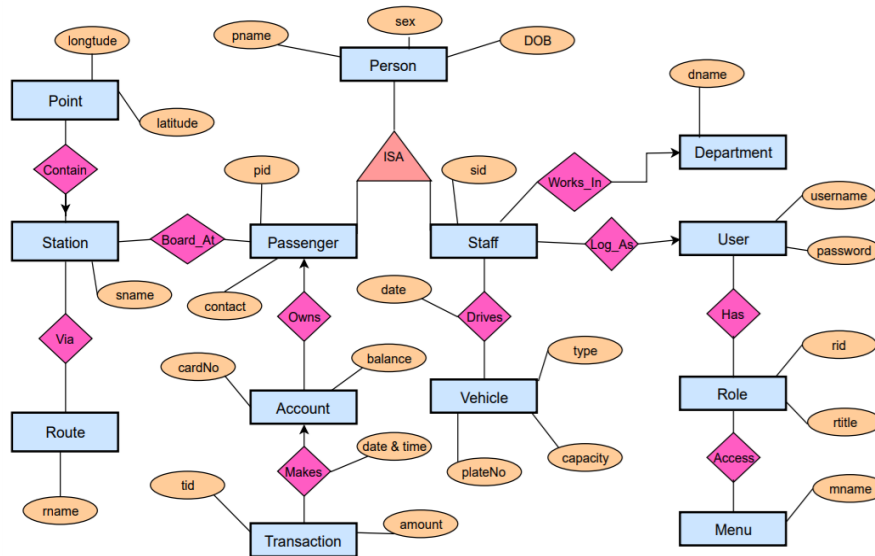 sex
longtude
pname
DOB
Person
dname
Point
latitude
Contain
ISA
pid
sid
Works_In
Department
username
Station
Board_At
Passenger
Staff
Log_As
User
password
sname
contact
date
Owns
Drives
Has
Via
cardNo
balance
type
rid
Route
Account
Vehicle
Role
rtitle
date & time
capacity
Makes
plateNo
Access
rname
tid
amount
mname
Transaction
Menu